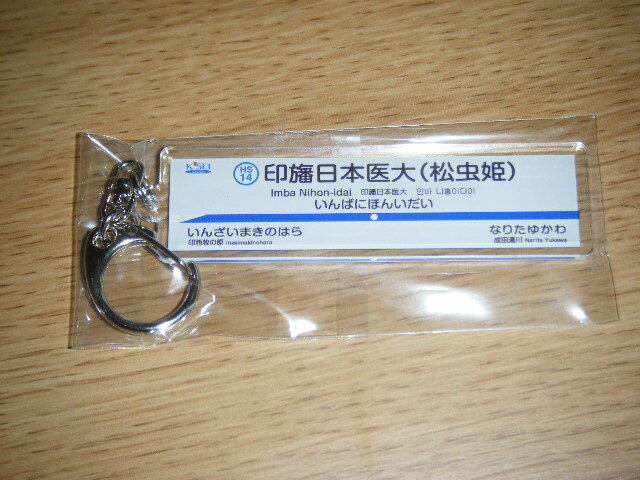 K'SEI
HS
14
印旛日本医大(松虫姫)
Imba Nihon-idai 印旛日本医大 인바 니혼이다이
いんばにほんいだい
いんざいまきのはら なりたゆかわ
印西牧の原 Inzeimakinohara 成田湯川 Narita Yukawa